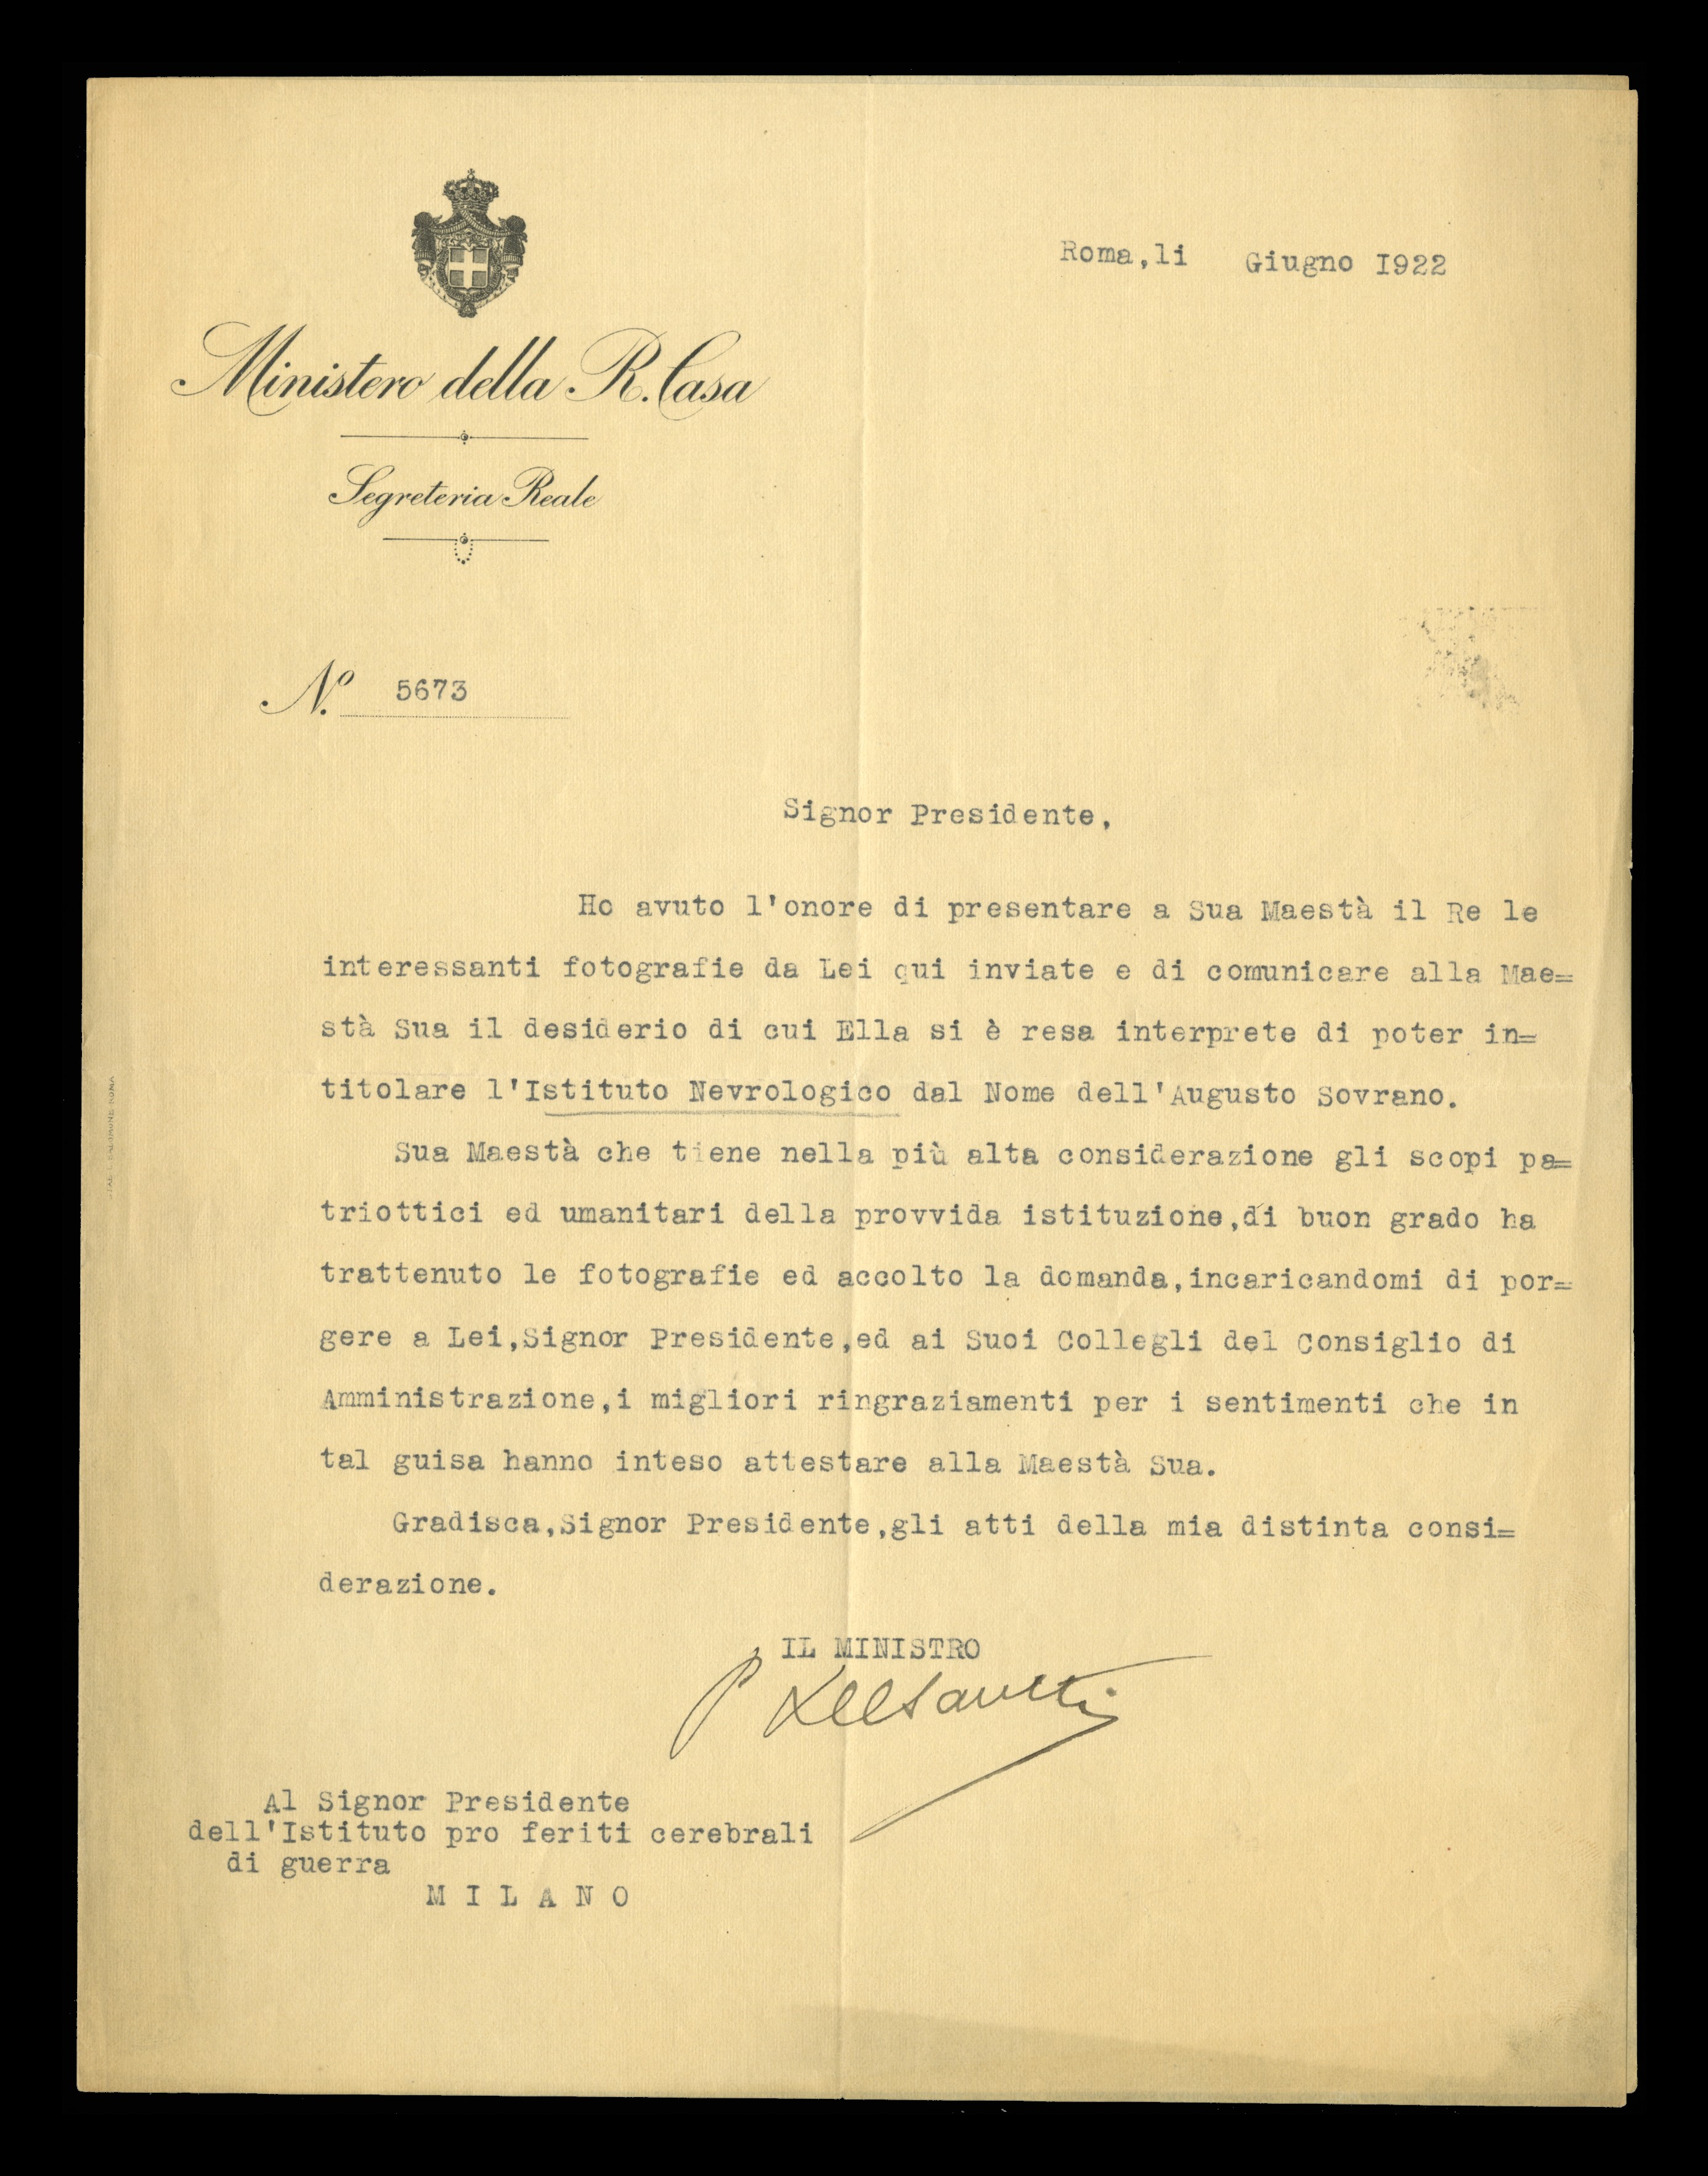 Roma, li Giugno I922
Ministero della R. Casa
Segreteria Reale
N.o 5673
Signor Presidente,
Ho avuto l'onore di presentare a Sua Maestà il Re le
interessanti fotografie da Lei qui inviate e di comunicare alla Mae=
stà Sua il desiderio di cui Ella si è resa interprete di poter in=
titolare l'Istituto Nevrologico dal Nome dell'Augusto Sovrano.
Sua Maestà che tiene nella più alta considerazione gli scopi pa=
triottici ed umanitari della provvida istituzione,di buon grado ha
trattenuto le fotografie ed accolto la domanda,incaricandomi di por=
gere a Lei,Signor Presidente,ed ai Suoi Collegli del Consiglio di
Amministrazione,i migliori ringraziamenti per i sentimenti che in
tal guisa hanno inteso attestare alla Maestà Sua.
Gradisca,Signor Presidente,gli atti della mia distinta consi=
derazione.
IL MINISTRO
Al Signor Presidente
dell'Istituto pro feriti cerebrali
di guerra
M I L A N O